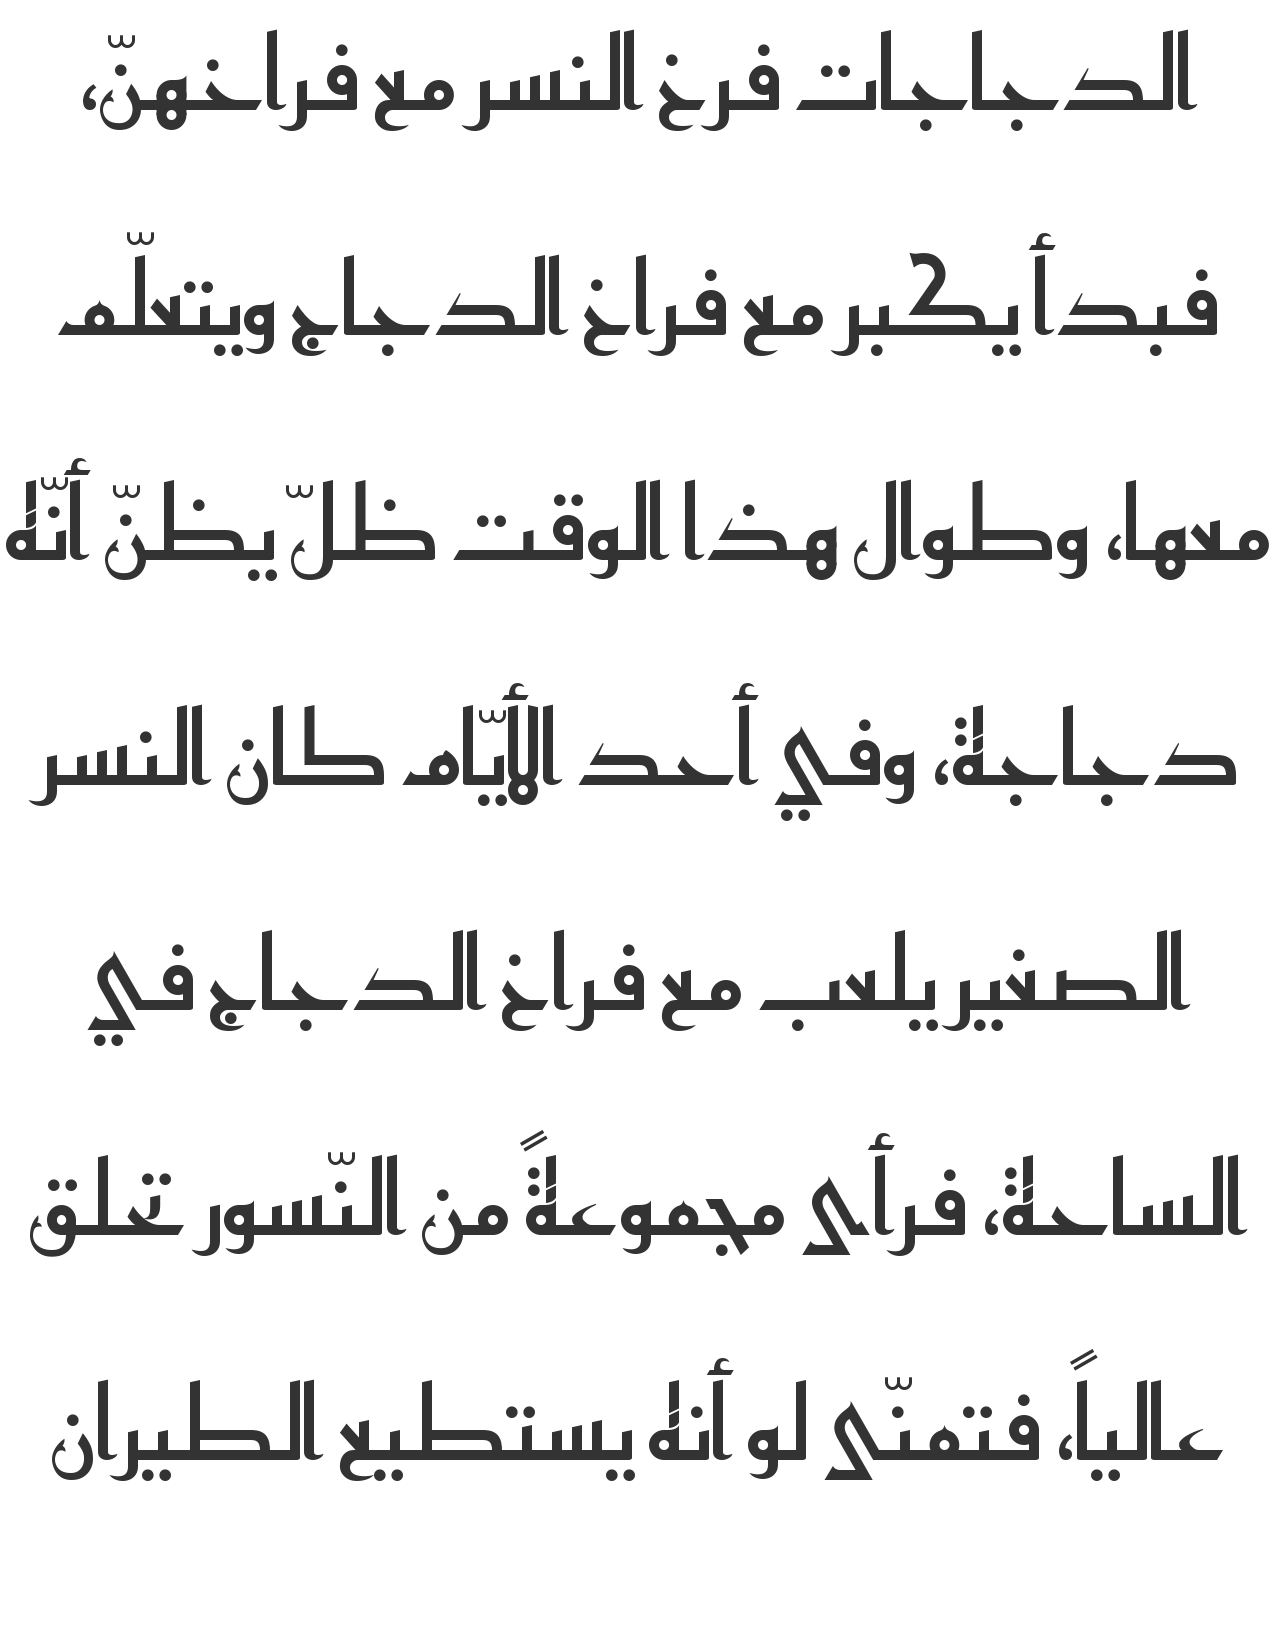 الدجاجات فرخ النسر مع فراخهنّ،
فبدأ يكبر مع فراخ الدجاج ويتعلّم
معها، وطوال هذا الوقت ظلّ يظنّ أنّه
دجاجة، وفي أحد الأيّام كان النسر
الصغير يلعب مع فراخ الدجاج في
الساحة، فرأى مجموعةً من النّسور تحلق
عالياً، فتمنّى لو أنه يستطيع الطيران